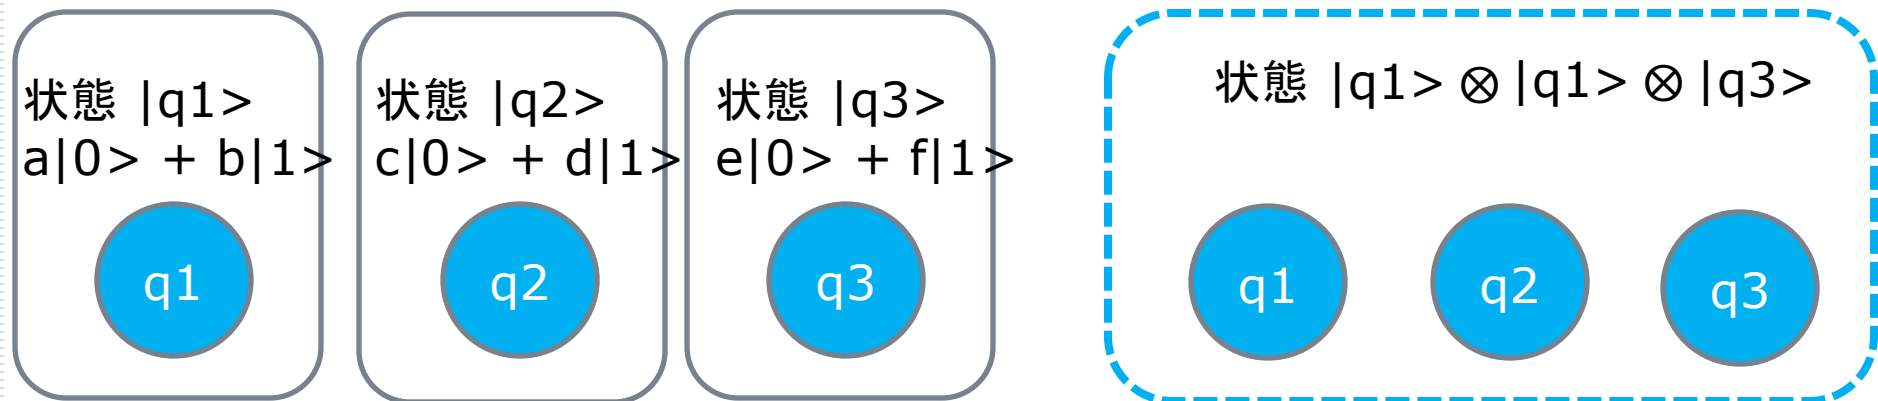 状態 |q1>
a|0> + b|1>
q1
状態 |q2>
c|0> + d|1>
q2
状態 |q3>
e|0> + f|1>
q3
状態 |q1> ⊗ |q1> ⊗ |q3>
q1
q2
q3